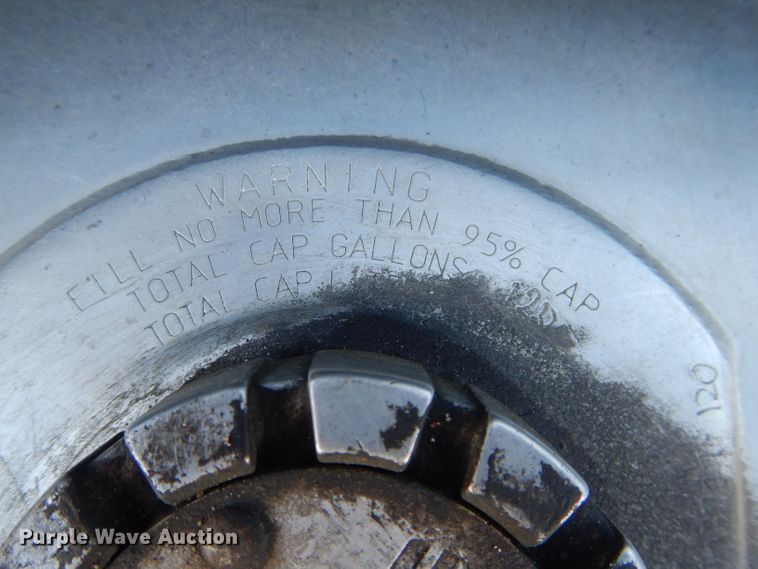 WARNING
FILL NO MORE THAN 95% CAP
TOTAL CAP GALLONS
TOTAL CAP
120
Purple Wave Auction